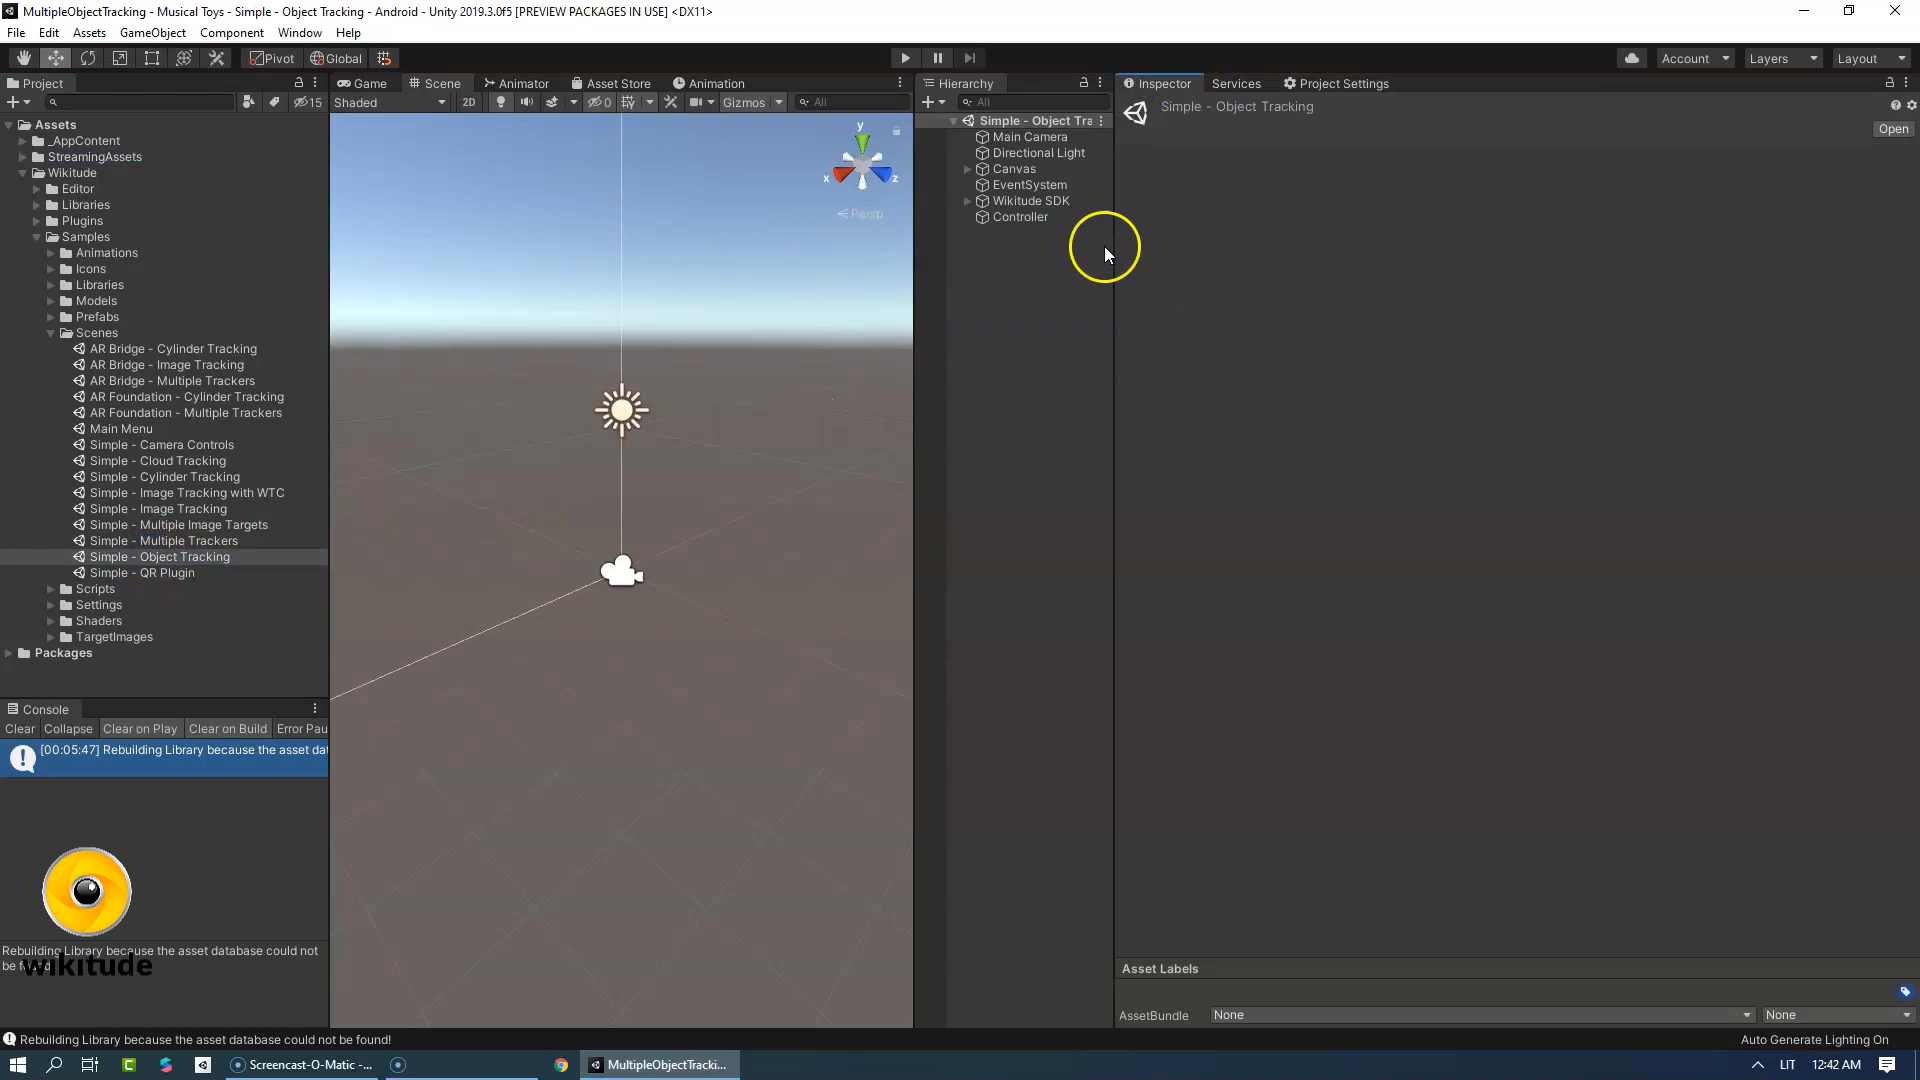 MultipleObjectTracking - Musical Toys - Simple - Object Tracking - Android - Unity 2019.3.0f5 [PREVIEW PACKAGES IN USE] <DX11>
File Edit Assets GameObject Component Window Help
Pivot Global Account Layers Layout
Project Game Scene Animator Asset Store Animation Hierarchy Inspector Services Project Settings
15 Shaded 2D 0 Gizmos All All
Simple - Object Tracking
Open
Assets
_AppContent
StreamingAssets
Wikitude
Editor
Libraries
Plugins
Samples
Animations
Icons
Libraries
Models
Prefabs
Scenes
AR Bridge - Cylinder Tracking
AR Bridge - Image Tracking
AR Bridge - Multiple Trackers
AR Foundation - Cylinder Tracking
AR Foundation - Multiple Trackers
Main Menu
Simple - Camera Controls
Simple - Cloud Tracking
Simple - Cylinder Tracking
Simple - Image Tracking with WTC
Simple - Image Tracking
Simple - Multiple Image Targets
Simple - Multiple Trackers
Simple - Object Tracking
Simple - QR Plugin
Scripts
Settings
Shaders
TargetImages
Packages
y
x z
Persp
Simple - Object Tra
Main Camera
Directional Light
Canvas
EventSystem
Wikitude SDK
Controller
Console
Clear Collapse Clear on Play Clear on Build Error Pau
[00:05:47] Rebuilding Library because the asset dat
Rebuilding Library because the asset database could not
wikitude
Asset Labels
AssetBundle None None
Rebuilding Library because the asset database could not be found!
Auto Generate Lighting On
Screencast-O-Matic -... MultipleObjectTracki... LIT 12:42 AM